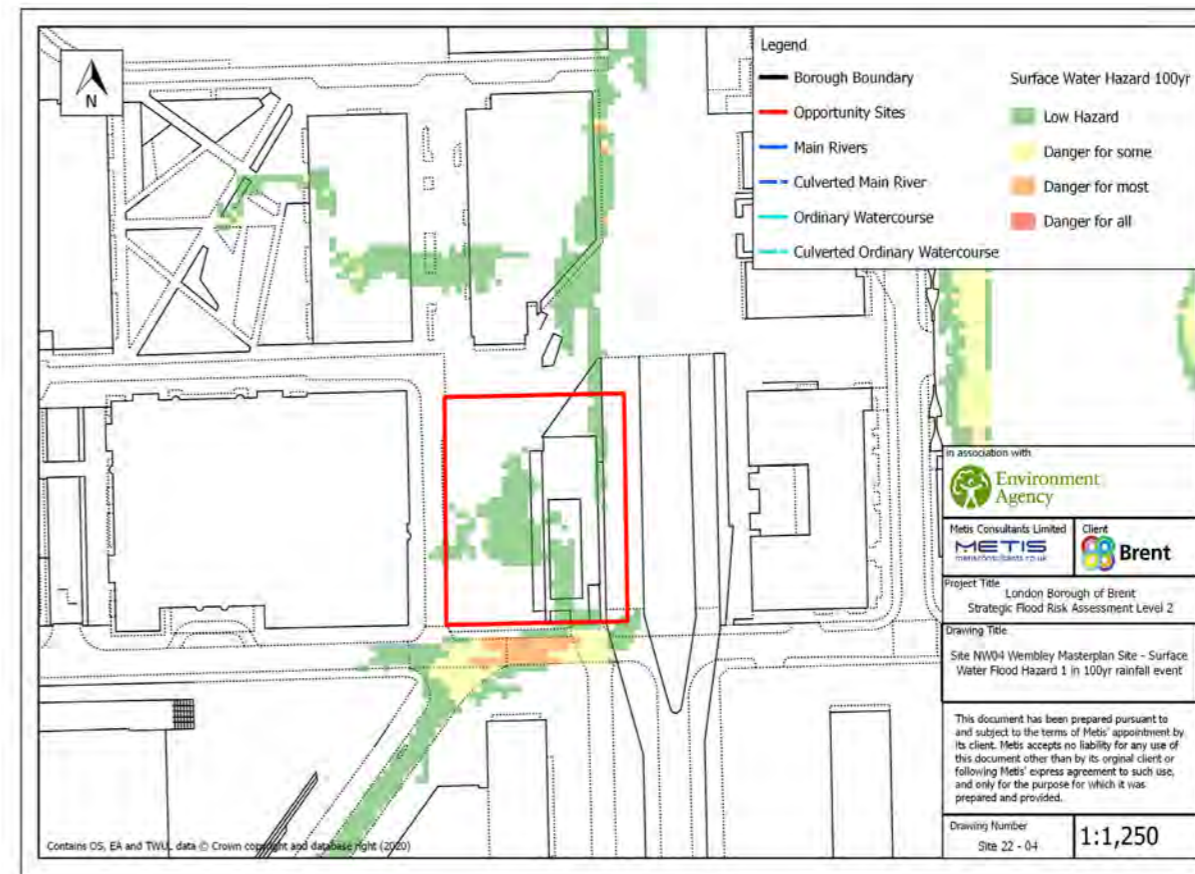 N
Legend
Borough Boundary
Opportunity Sites
Main Rivers
Culverted Main River
Ordinary Watercourse
Culverted Ordinary Watercourse
Surface Water Hazard 100yr
Low Hazard
Danger for some
Danger for most
Danger for all
in association with
Environment
Agency
Metis Consultants Limited
METIS
metisconsultants.co.uk
Client
Brent
Project Title
London Borough of Brent
Strategic Flood Risk Assessment Level 2
Drawing Title
Site NW04 Wembley Masterplan Site - Surface
Water Flood Hazard 1 in 100yr rainfall event
This document has been prepared pursuant to
and subject to the terms of Metis' appointment by
its client. Metis accepts no liability for any use of
this document other than by its orginal client or
following Metis' express agreement to such use,
and only for the purpose for which it was
prepared and provided.
Drawing Number
Site 22 - 04
1:1,250
Contains OS, EA and TWUL data © Crown copyright and database right (2020)